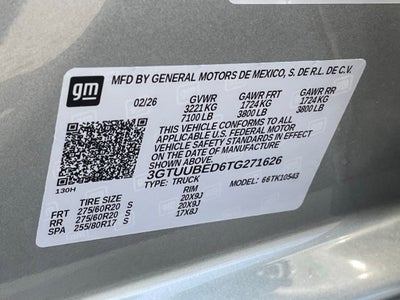 gm
MFD BY GENERAL MOTORS DE MEXICO, S. DE R.L. DE C.V.
02/26 GVWR GAWR FRT GAWR RR
3221 KG 1724 KG 1724 KG
7100 LB 3800 LB 3800 LB
THIS VEHICLE CONFORMS TO ALL
APPLICABLE U.S. FEDERAL MOTOR
VEHICLE SAFETY STANDARDS IN
EFFECT ON THE DATE OF MANUFACTURE
SHOWN ABOVE.
3GTUUBED6TG271626
130H TYPE: TRUCK MODEL: 66TK10543
TIRE SIZE RIM
FRT 275/60R20 S 20X9J
RR 275/60R20 S 20X9J
SPA 255/80R17 S 17X8J